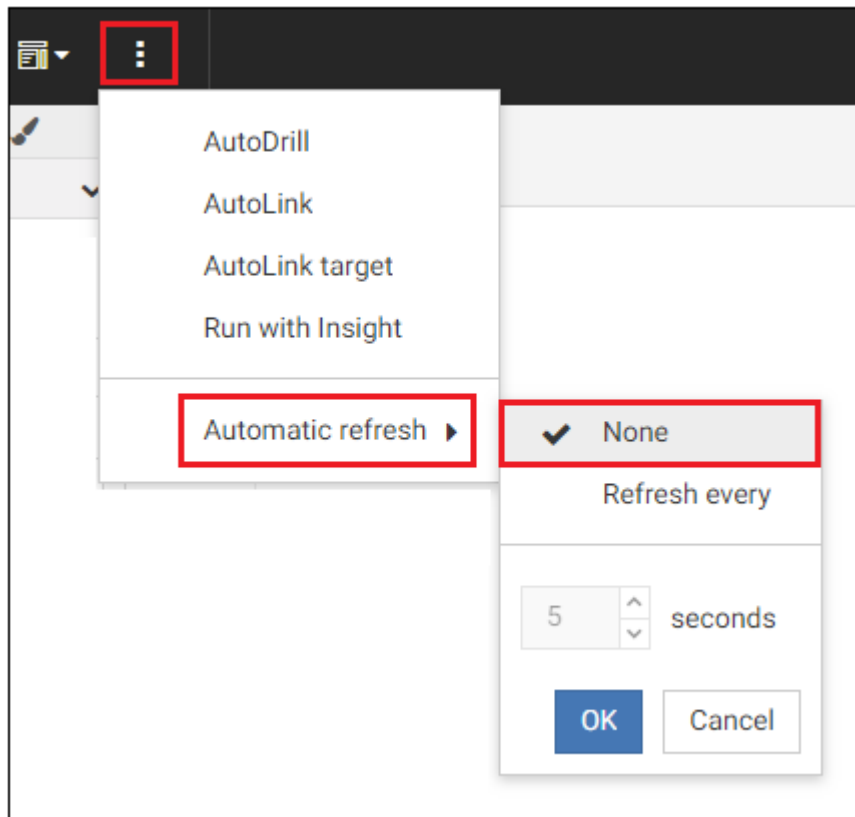 AutoDrill
AutoLink
AutoLink target
Run with Insight
Automatic refresh
None
Refresh every
5 seconds
OK Cancel